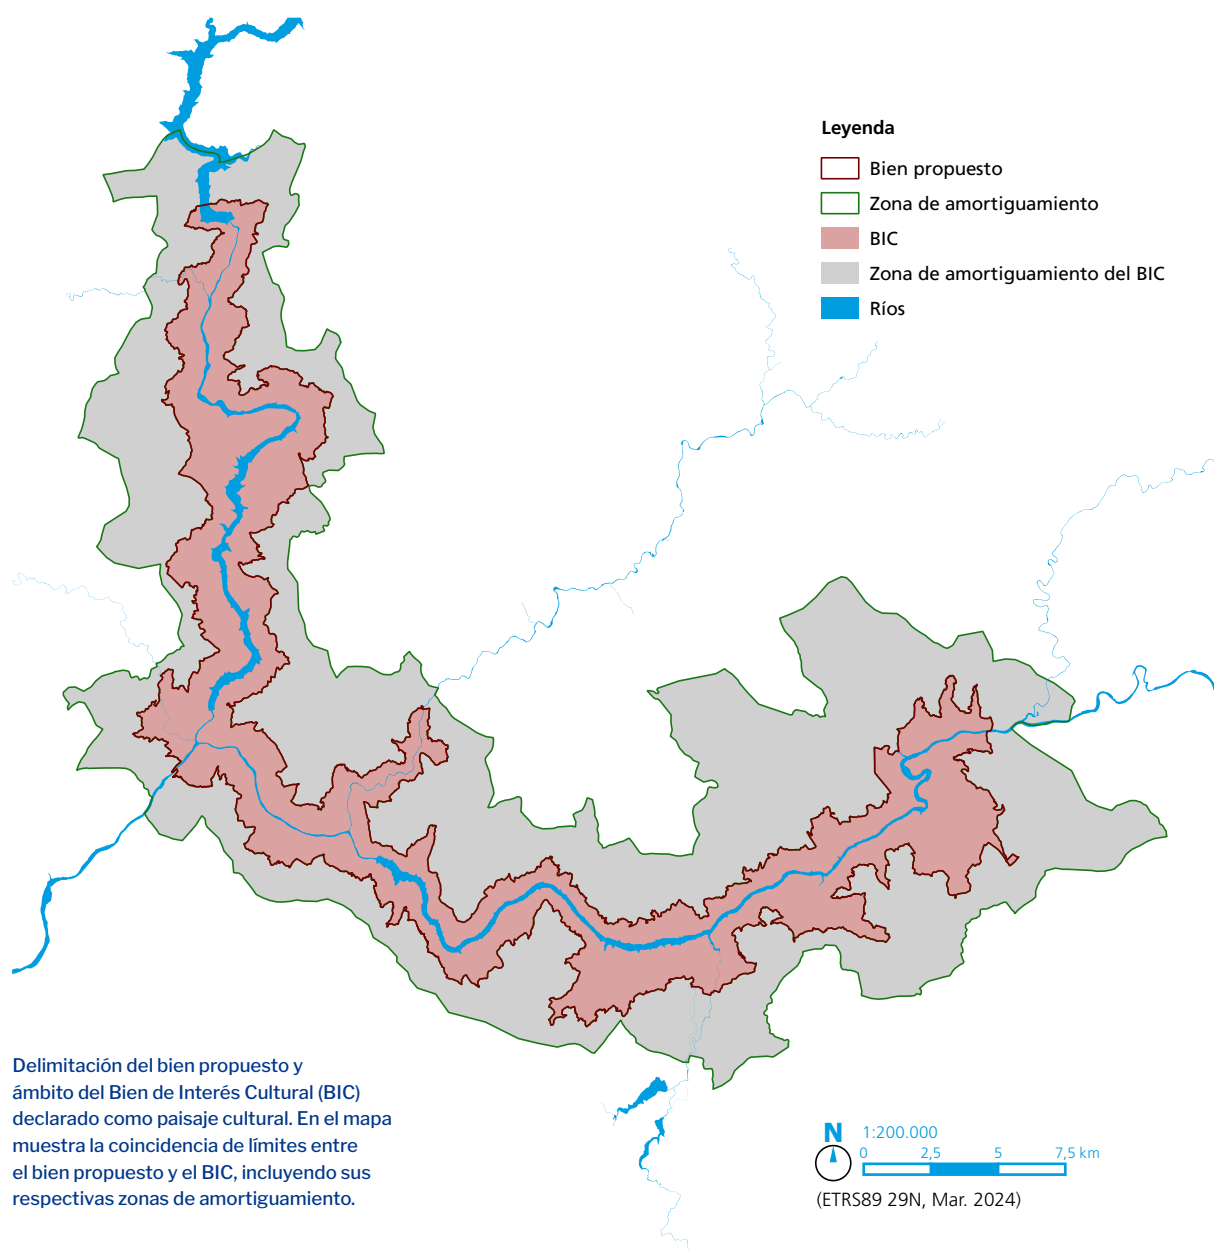 Leyenda
Bien propuesto
Zona de amortiguamiento
BIC
Zona de amortiguamiento del BIC
Ríos
Delimitación del bien propuesto y
ámbito del Bien de Interés Cultural (BIC)
declarado como paisaje cultural. En el mapa
muestra la coincidencia de límites entre
el bien propuesto y el BIC, incluyendo sus
respectivas zonas de amortiguamiento.
N
1:200.000
0 2,5 5 7,5 km
(ETRS89 29N, Mar. 2024)